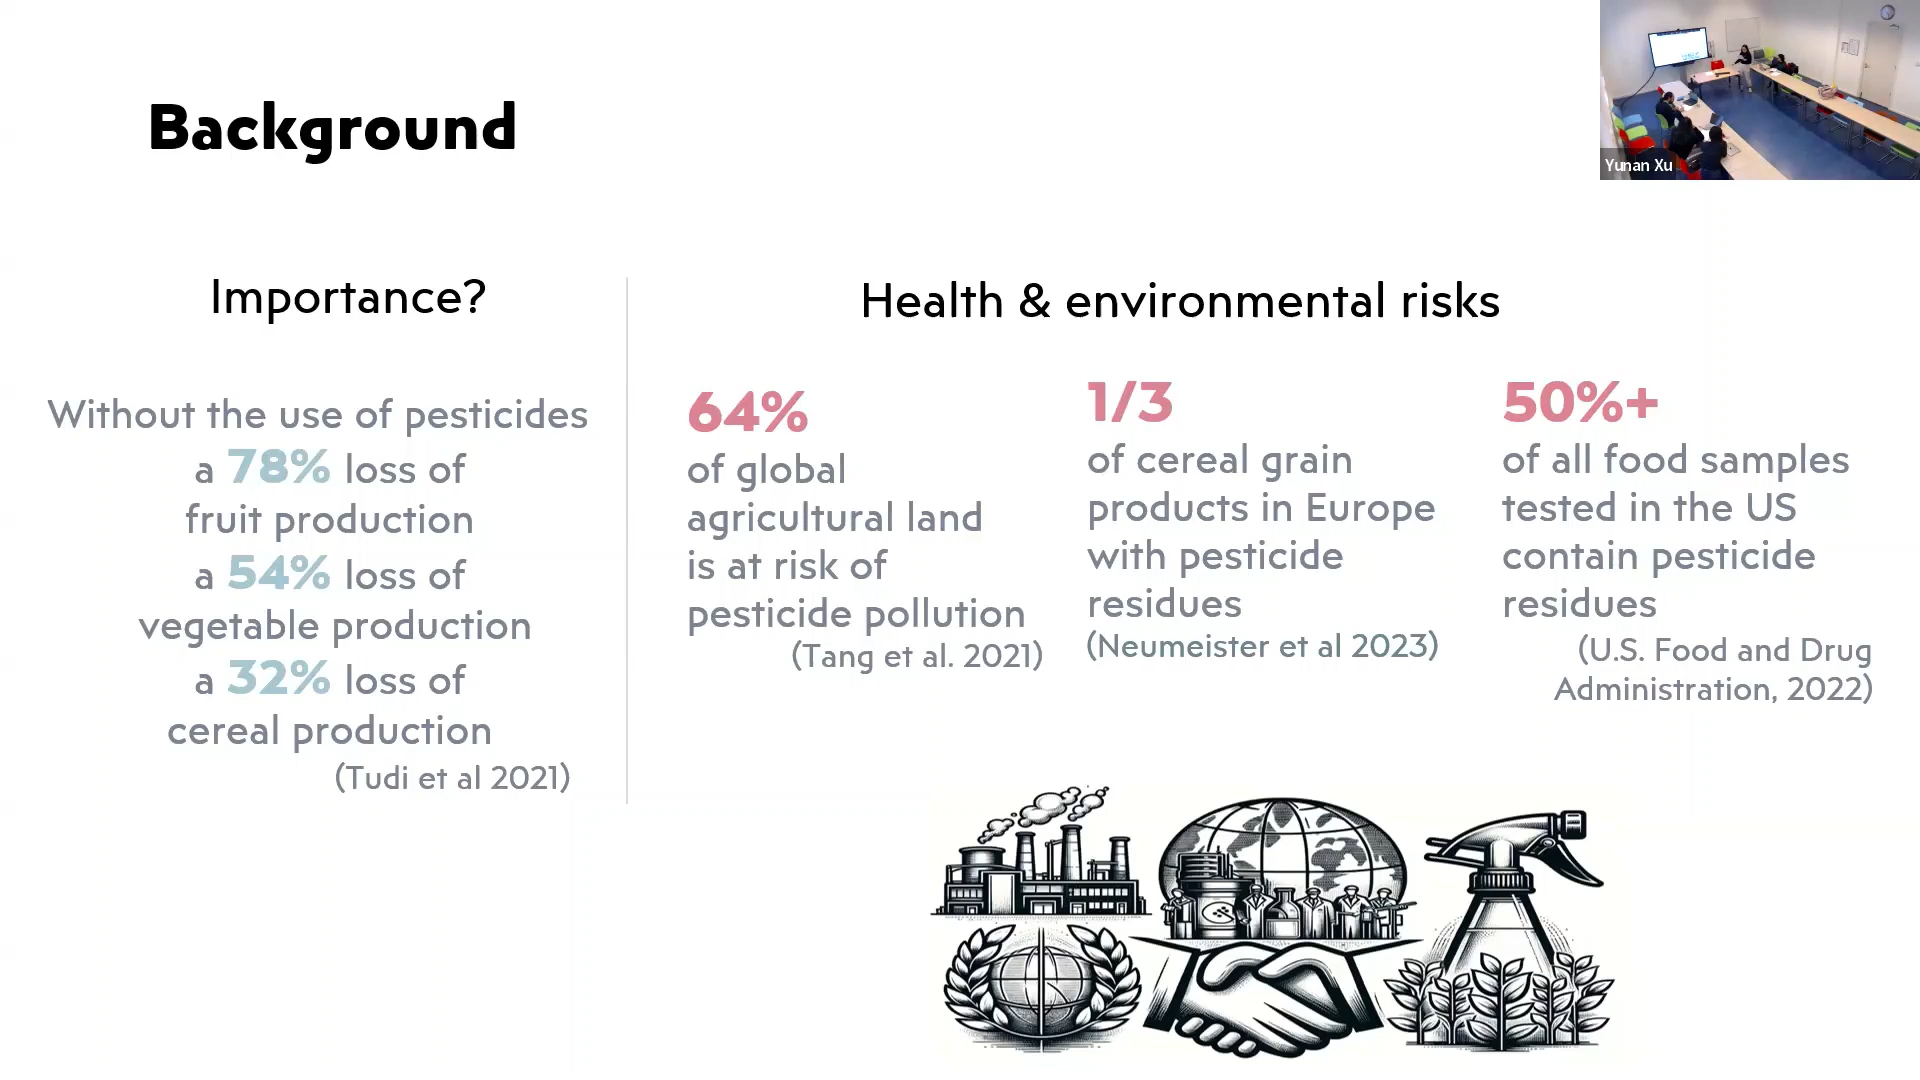 Background
Yunan Xu
Importance?
Without the use of pesticides
a 78% loss of
fruit production
a 54% loss of
vegetable production
a 32% loss of
cereal production
(Tudi et al 2021)
Health & environmental risks
64%
of global
agricultural land
is at risk of
pesticide pollution
(Tang et al. 2021)
1/3
of cereal grain
products in Europe
with pesticide
residues
(Neumeister et al 2023)
50%+
of all food samples
tested in the US
contain pesticide
residues
(U.S. Food and Drug
Administration, 2022)